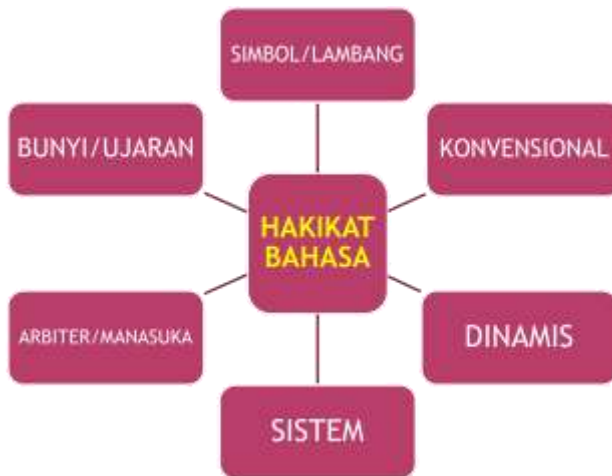 SIMBOL/LAMBANG
BUNYI/UJARAN
KONVENSIONAL
HAKIKAT
BAHASA
ARBITER/MANASUKA
DINAMIS
SISTEM